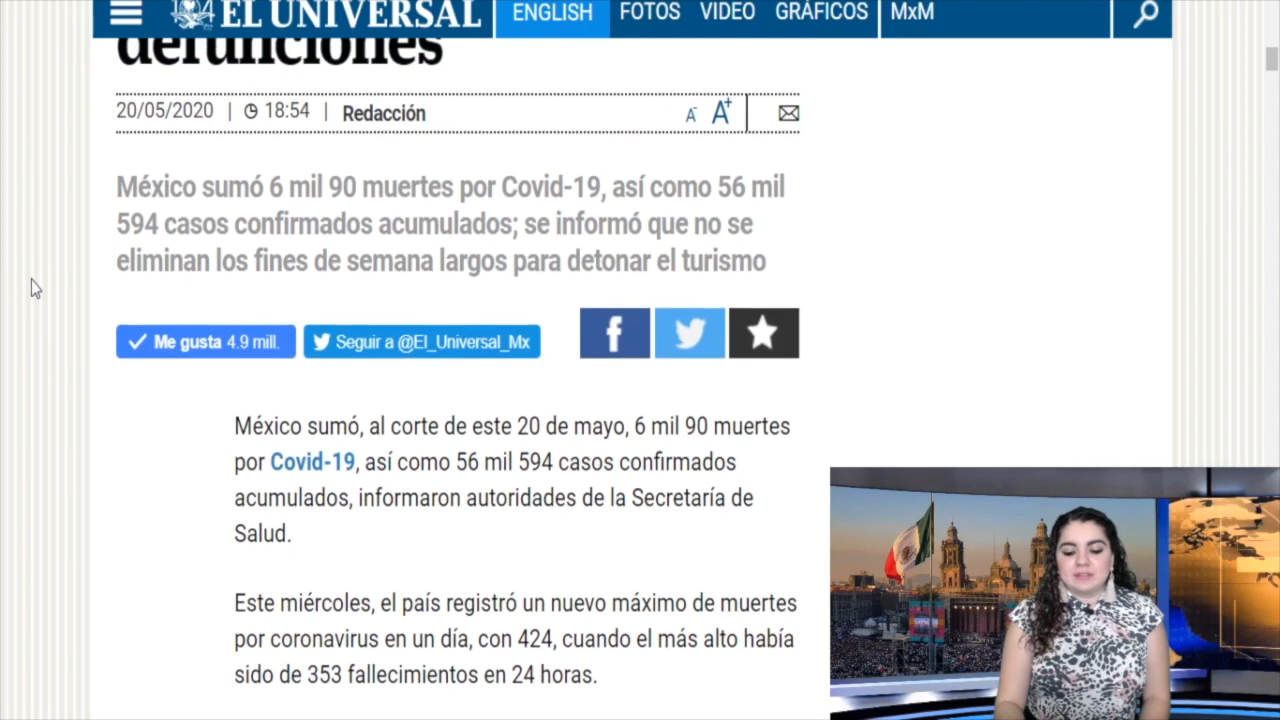 EL UNIVERSAL ENGLISH FOTOS VIDEO GRÁFICOS MxM
defunciones
20/05/2020 | 18:54 | Redacción A- A+
México sumó 6 mil 90 muertes por Covid-19, así como 56 mil
594 casos confirmados acumulados; se informó que no se
eliminan los fines de semana largos para detonar el turismo
Me gusta 4.9 mill. Seguir a @El_Universal_Mx
México sumó, al corte de este 20 de mayo, 6 mil 90 muertes
por Covid-19, así como 56 mil 594 casos confirmados
acumulados, informaron autoridades de la Secretaría de
Salud.
Este miércoles, el país registró un nuevo máximo de muertes
por coronavirus en un día, con 424, cuando el más alto había
sido de 353 fallecimientos en 24 horas.